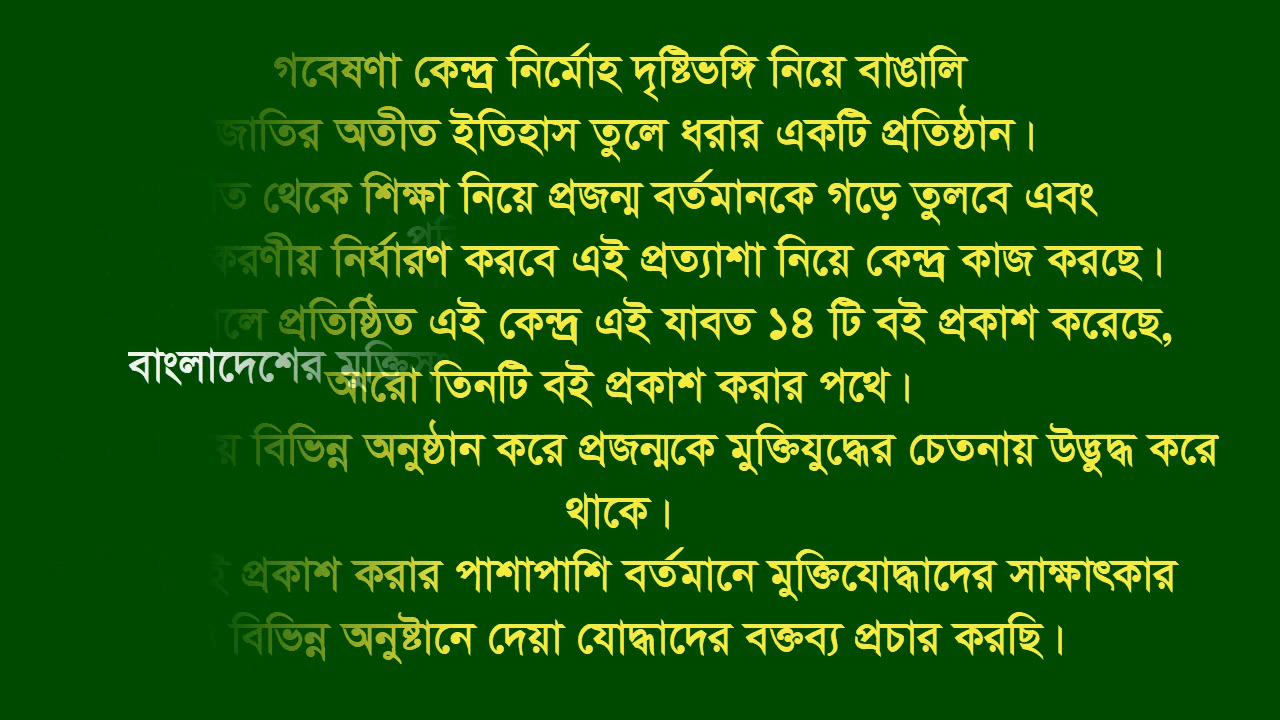 গবেষণা কেন্দ্র নির্মোহ দৃষ্টিভঙ্গি নিয়ে বাঙালি
জাতির অতীত ইতিহাস তুলে ধরার একটি প্রতিষ্ঠান।
থেকে শিক্ষা নিয়ে প্রজন্ম বর্তমানকে গড়ে তুলবে এবং
করণীয় নির্ধারণ করবে এই প্রত্যাশা নিয়ে কেন্দ্র কাজ করছে।
প্রতিষ্ঠিত এই কেন্দ্র এই যাবত ১৪ টি বই প্রকাশ করেছে,
বাংলাদেশের
আরো তিনটি বই প্রকাশ করার পথে।
বিভিন্ন অনুষ্ঠান করে প্রজন্মকে মুক্তিযুদ্ধের চেতনায় উদ্ভুদ্ধ করে
থাকে।
প্রকাশ করার পাশাপাশি বর্তমানে মুক্তিযোদ্ধাদের সাক্ষাৎকার
বিভিন্ন অনুষ্টানে দেয়া যোদ্ধাদের বক্তব্য প্রচার করছি।